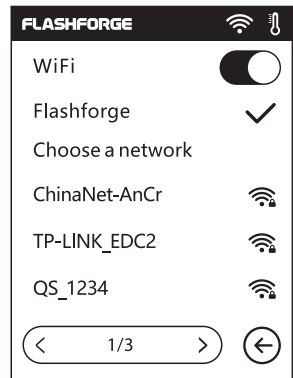 FLASHFORGE
WiFi
Flashforge
Choose a network
ChinaNet-AnCr
TP-LINK_EDC2
QS_1234
< 1/3 >